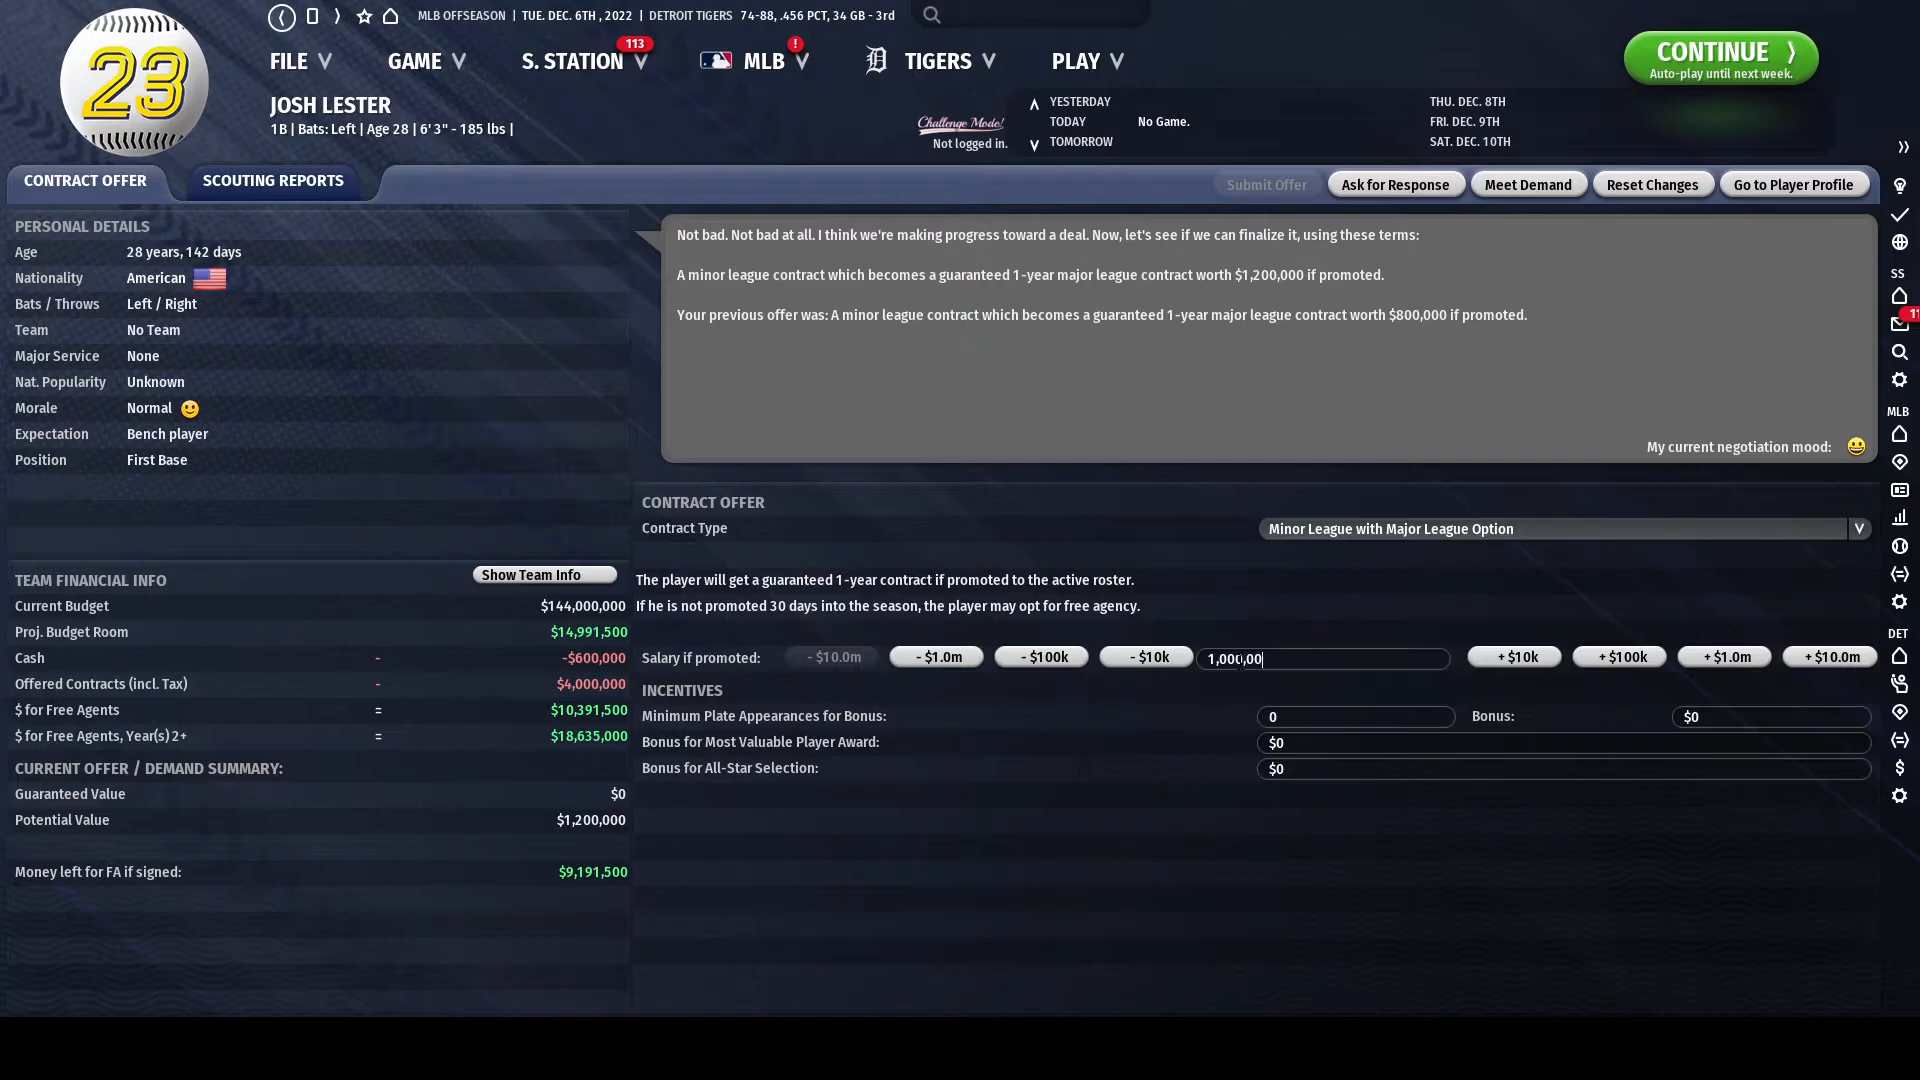 23
MLB OFFSEASON | TUE. DEC. 6TH , 2022 | DETROIT TIGERS 74-88, .456 PCT, 34 GB - 3rd
FILE
GAME
S. STATION
113
MLB
!
TIGERS
PLAY
CONTINUE
Auto-play until next week.
JOSH LESTER
1B | Bats: Left | Age 28 | 6' 3" - 185 lbs |
Challenge Mode!
Not logged in.
YESTERDAY
TODAY No Game.
TOMORROW
THU. DEC. 8TH
FRI. DEC. 9TH
SAT. DEC. 10TH
CONTRACT OFFER
SCOUTING REPORTS
Submit Offer
Ask for Response
Meet Demand
Reset Changes
Go to Player Profile
PERSONAL DETAILS
Age 28 years, 142 days
Nationality American
Bats / Throws Left / Right
Team No Team
Major Service None
Nat. Popularity Unknown
Morale Normal
Expectation Bench player
Position First Base
Not bad. Not bad at all. I think we're making progress toward a deal. Now, let's see if we can finalize it, using these terms:
A minor league contract which becomes a guaranteed 1-year major league contract worth $1,200,000 if promoted.
Your previous offer was: A minor league contract which becomes a guaranteed 1-year major league contract worth $800,000 if promoted.
My current negotiation mood:
TEAM FINANCIAL INFO
Show Team Info
Current Budget $144,000,000
Proj. Budget Room $14,991,500
Cash - -$600,000
Offered Contracts (incl. Tax) - $4,000,000
$ for Free Agents = $10,391,500
$ for Free Agents, Year(s) 2+ = $18,635,000
CURRENT OFFER / DEMAND SUMMARY:
Guaranteed Value $0
Potential Value $1,200,000
Money left for FA if signed: $9,191,500
CONTRACT OFFER
Contract Type Minor League with Major League Option
The player will get a guaranteed 1-year contract if promoted to the active roster.
If he is not promoted 30 days into the season, the player may opt for free agency.
Salary if promoted: - $10.0m - $1.0m - $100k - $10k 1,000,00 + $10k + $100k + $1.0m + $10.0m
INCENTIVES
Minimum Plate Appearances for Bonus: 0 Bonus: $0
Bonus for Most Valuable Player Award: $0
Bonus for All-Star Selection: $0
SS
11
MLB
DET
$